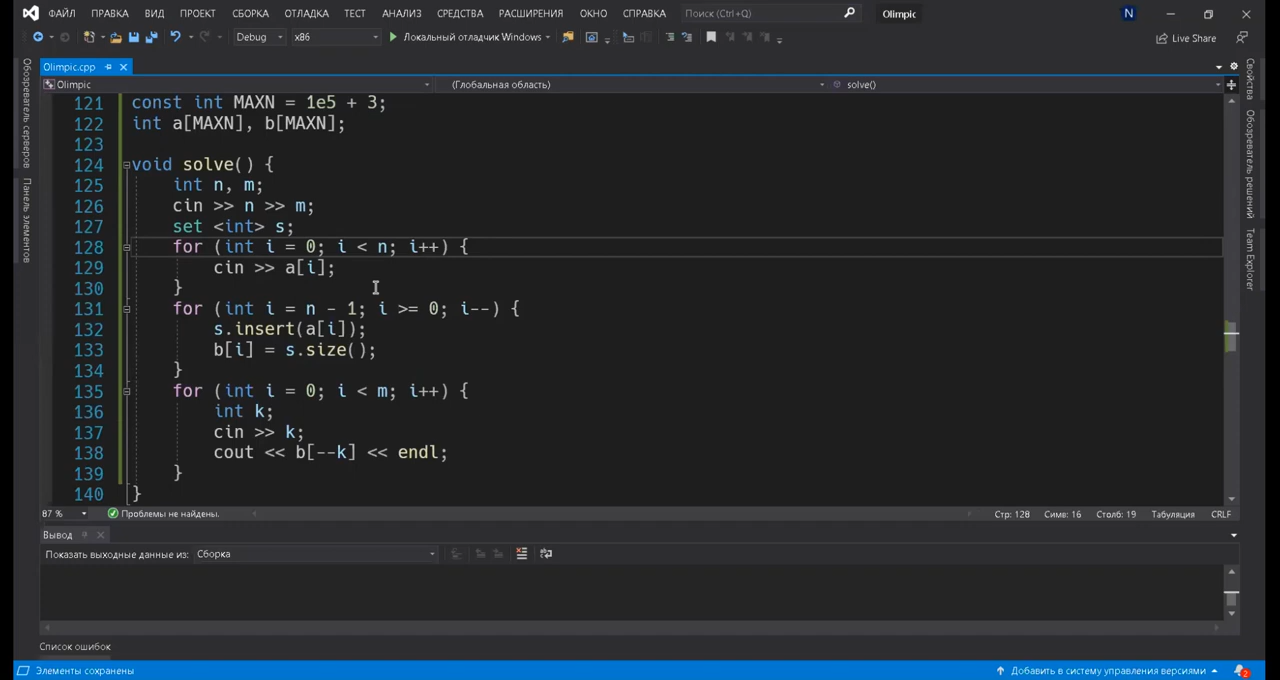 ФАЙЛ ПРАВКА ВИД ПРОЕКТ СБОРКА ОТЛАДКА ТЕСТ АНАЛИЗ СРЕДСТВА РАСШИРЕНИЯ ОКНО СПРАВКА Поиск (Ctrl+Q) Olimpic N
Debug x86 Локальный отладчик Windows Live Share
Olimpic.cpp
Olimpic (Глобальная область) solve()
Обозреватель серверов
Панель элементов
121 const int MAXN = 1e5 + 3;
122 int a[MAXN], b[MAXN];
123
124 void solve() {
125 int n, m;
126 cin >> n >> m;
127 set <int> s;
128 for (int i = 0; i < n; i++) {
129 cin >> a[i];
130 }
131 for (int i = n - 1; i >= 0; i--) {
132 s.insert(a[i]);
133 b[i] = s.size();
134 }
135 for (int i = 0; i < m; i++) {
136 int k;
137 cin >> k;
138 cout << b[--k] << endl;
139 }
140 }
Свойства
Обозреватель решений
Team Explorer
87 % Проблемы не найдены. Стр: 128 Симв: 16 Столб: 19 Табуляция CRLF
Вывод
Показать выходные данные из: Сборка
Список ошибок
Элементы сохранены Добавить в систему управления версиями 2